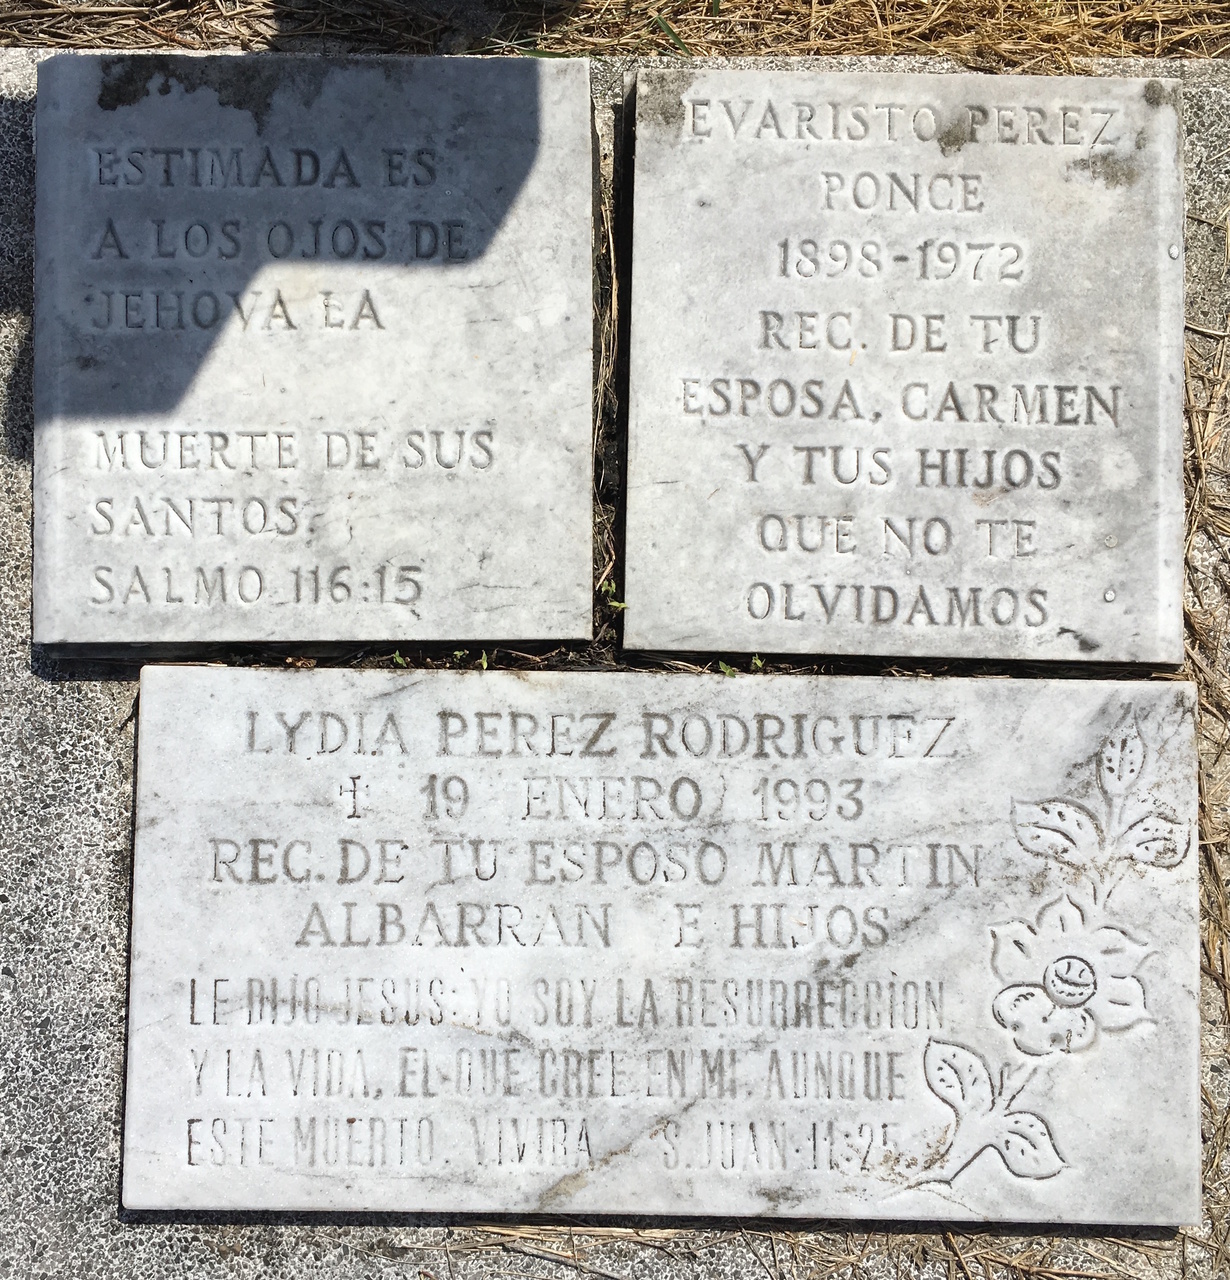 ESTIMADA ES
A LOS OJOS DE
JEHOVA LA
MUERTE DE SUS
SANTOS.
SALMO 116:15
EVARISTO PEREZ
PONCE
1898-1972
REC. DE TU
ESPOSA, CARMEN
Y TUS HIJOS
QUE NO TE
OLVIDAMOS
LYDIA PEREZ RODRIGUEZ
✝ 19 ENERO 1993
REC. DE TU ESPOSO MARTIN
ALBARRAN E HIJOS
LE DIJO JESUS: YO SOY LA RESURRECCION
Y LA VIDA, EL QUE CREE EN MI, AUNQUE
ESTE MUERTO. VIVIRA S. JUAN 11:25